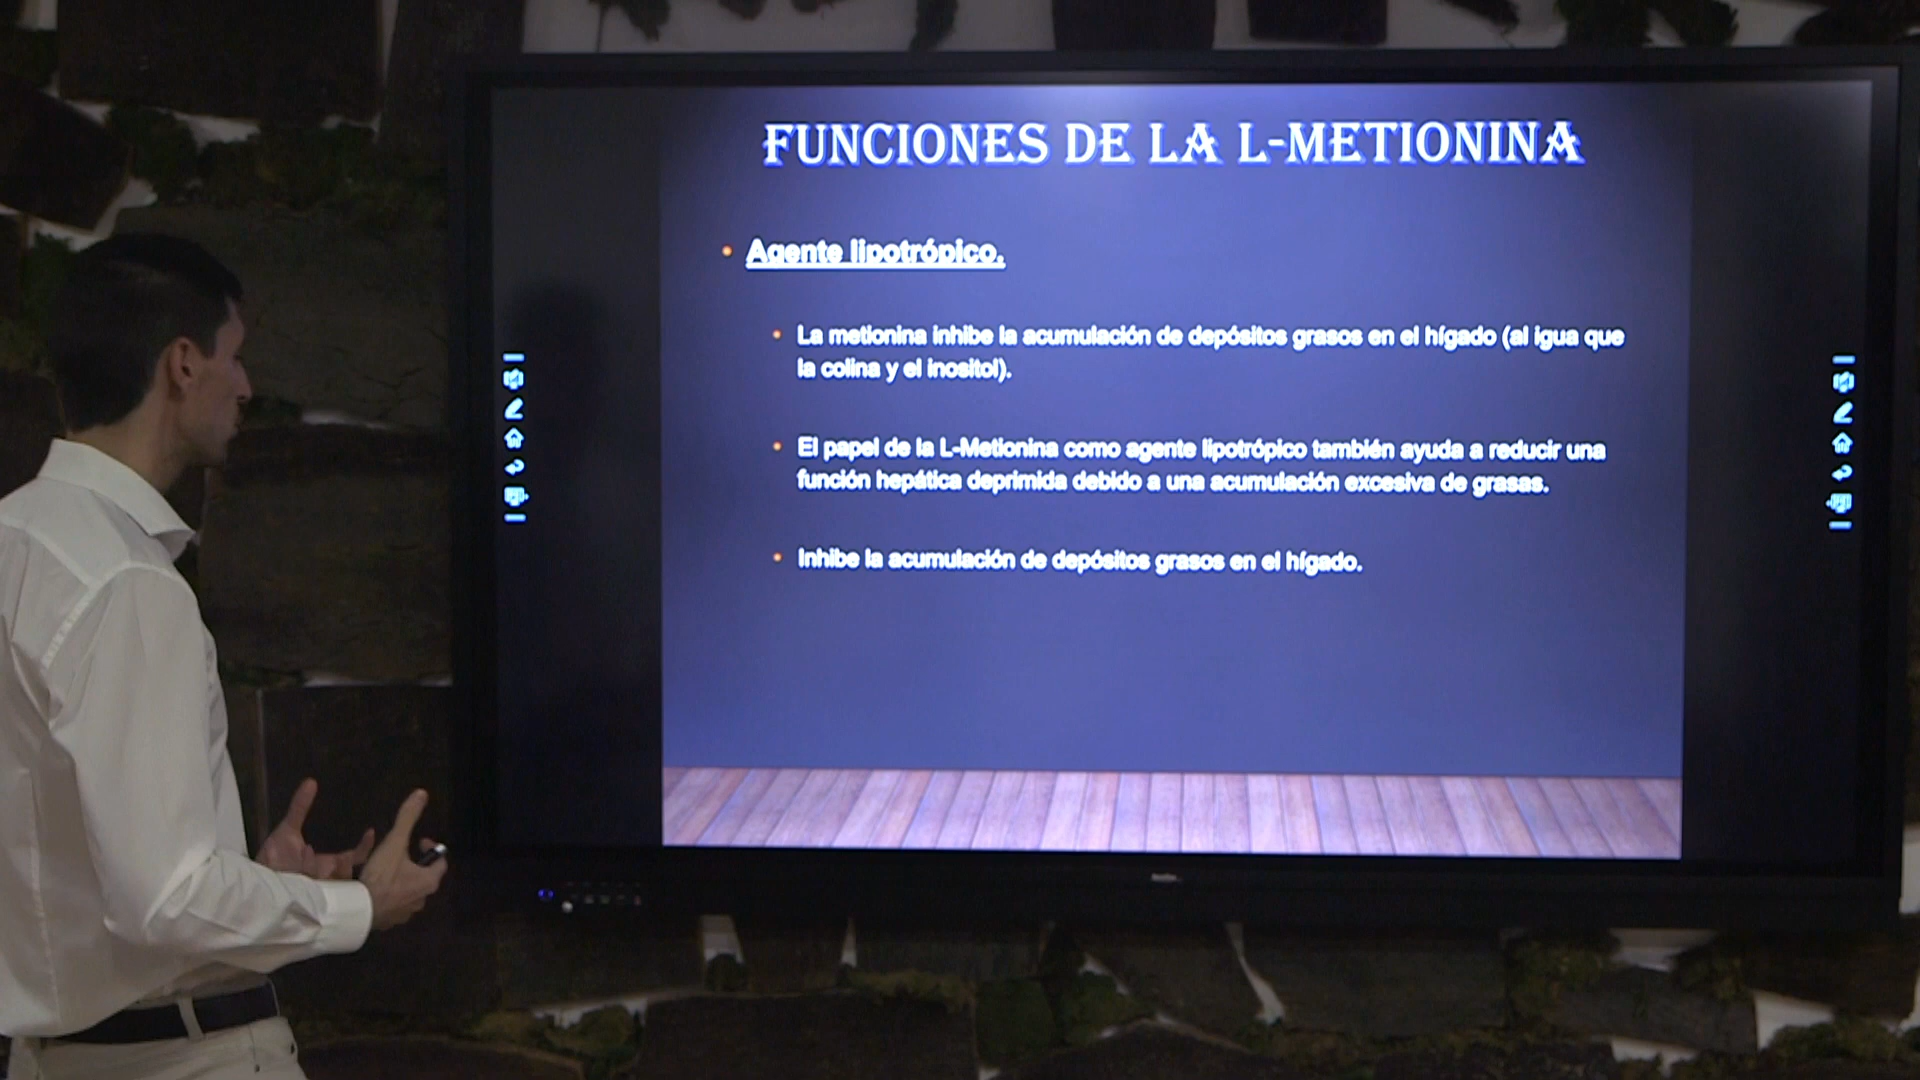 FUNCIONES DE LA L-METIONINA
Agente lipotrópico.
La metionina inhibe la acumulación de depósitos grasos en el hígado (al igua que
la colina y el inositol).
El papel de la L-Metionina como agente lipotrópico también ayuda a reducir una
función hepática deprimida debido a una acumulación excesiva de grasas.
Inhibe la acumulación de depósitos grasos en el hígado.